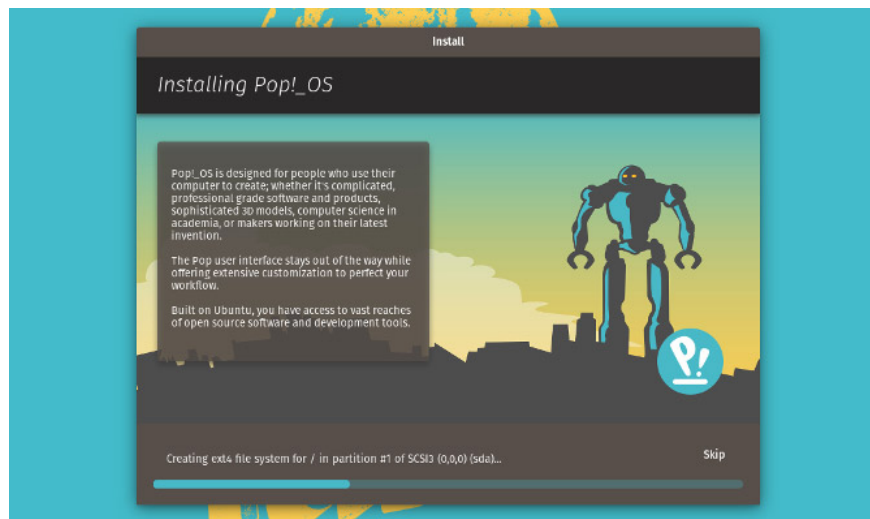 Install
Installing Pop!_OS
Pop!_OS is designed for people who use their
computer to create; whether it's complicated,
professional grade software and products,
sophisticated 3D models, computer science in
academia, or makers working on their latest
invention.
The Pop user interface stays out of the way while
offering extensive customization to perfect your
workflow.
Built on Ubuntu, you have access to vast reaches
of open source software and development tools.
P!
Creating ext4 file system for / in partition #1 of SCSI3 (0,0,0) (sda)...
Skip